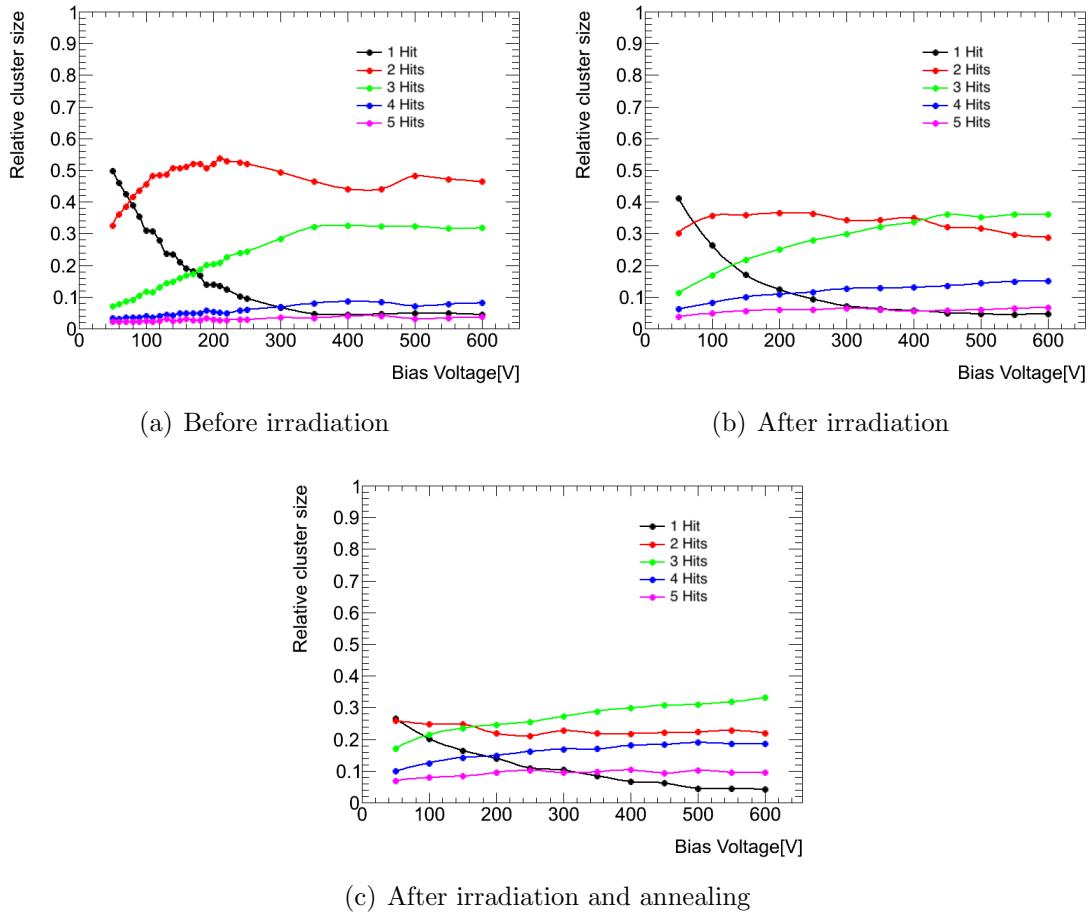 Relative cluster size
1
0.9
0.8
0.7
0.6
0.5
0.4
0.3
0.2
0.1
0
1 Hit
2 Hits
3 Hits
4 Hits
5 Hits
0 100 200 300 400 500 600
Bias Voltage[V]
(a) Before irradiation
Relative cluster size
1
0.9
0.8
0.7
0.6
0.5
0.4
0.3
0.2
0.1
0
1 Hit
2 Hits
3 Hits
4 Hits
5 Hits
0 100 200 300 400 500 600
Bias Voltage[V]
(b) After irradiation
Relative cluster size
1
0.9
0.8
0.7
0.6
0.5
0.4
0.3
0.2
0.1
0
1 Hit
2 Hits
3 Hits
4 Hits
5 Hits
0 100 200 300 400 500 600
Bias Voltage[V]
(c) After irradiation and annealing